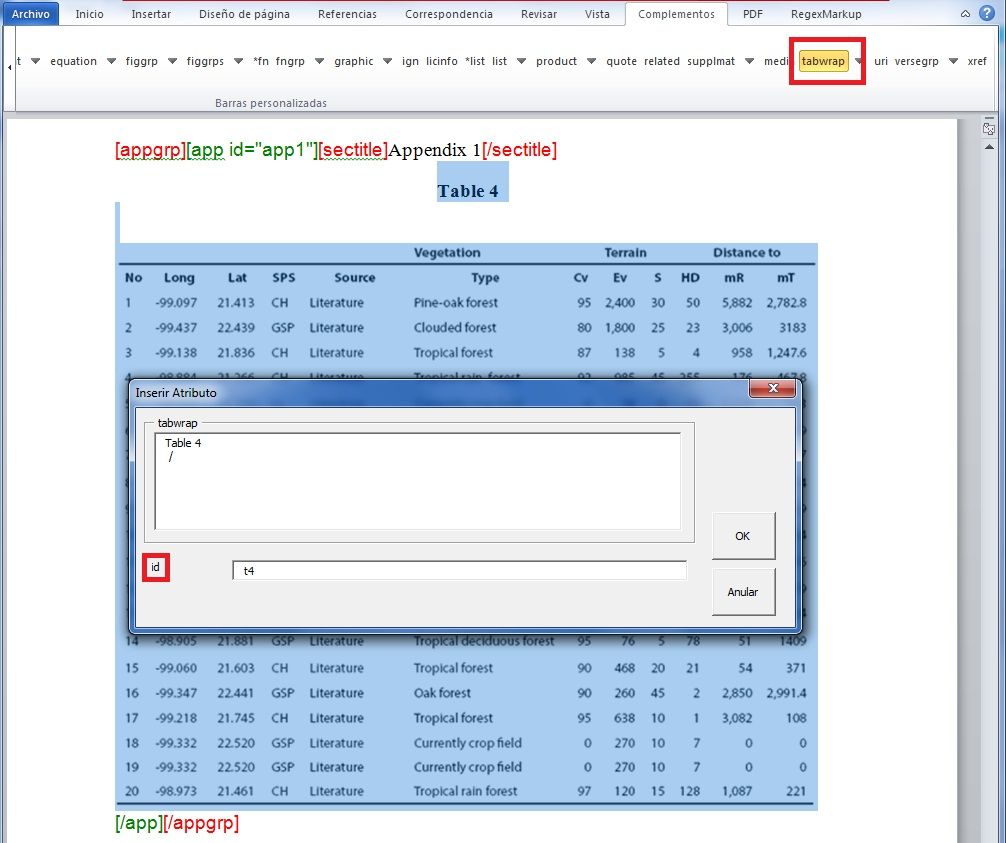 Archivo Inicio Insertar Diseño de página Referencias Correspondencia Revisar Vista Complementos PDF RegexMarkup
t equation figgrp figgrps *fn fngrp graphic ign licinfo *list list product quote related supplmat medi tabwrap uri versegrp xref
Barras personalizadas
[appgrp][app id="app1"][sectitle]Appendix 1[/sectitle]
Table 4
Vegetation Terrain Distance to
No Long Lat SPS Source Type Cv Ev S HD mR mT
1 -99.097 21.413 CH Literature Pine-oak forest 95 2,400 30 50 5,882 2,782.8
2 -99.437 22.439 GSP Literature Clouded forest 80 1,800 25 23 3,006 3183
3 -99.138 21.836 CH Literature Tropical forest 87 138 5 4 958 1,247.6
Inserir Atributo
tabwrap
Table 4
/
OK
id t4
Anular
14 -98.905 21.881 GSP Literature Tropical deciduous forest 95 76 5 78 51 1409
15 -99.060 21.603 CH Literature Tropical forest 90 468 20 21 54 371
16 -99.347 22.441 GSP Literature Oak forest 90 260 45 2 2,850 2,991.4
17 -99.218 21.745 CH Literature Tropical forest 95 638 10 1 3,082 108
18 -99.332 22.520 GSP Literature Currently crop field 0 270 10 7 0 0
19 -99.332 22.520 GSP Literature Currently crop field 0 270 10 7 0 0
20 -98.973 21.461 CH Literature Tropical rain forest 97 120 15 128 1,087 221
[/app][/appgrp]